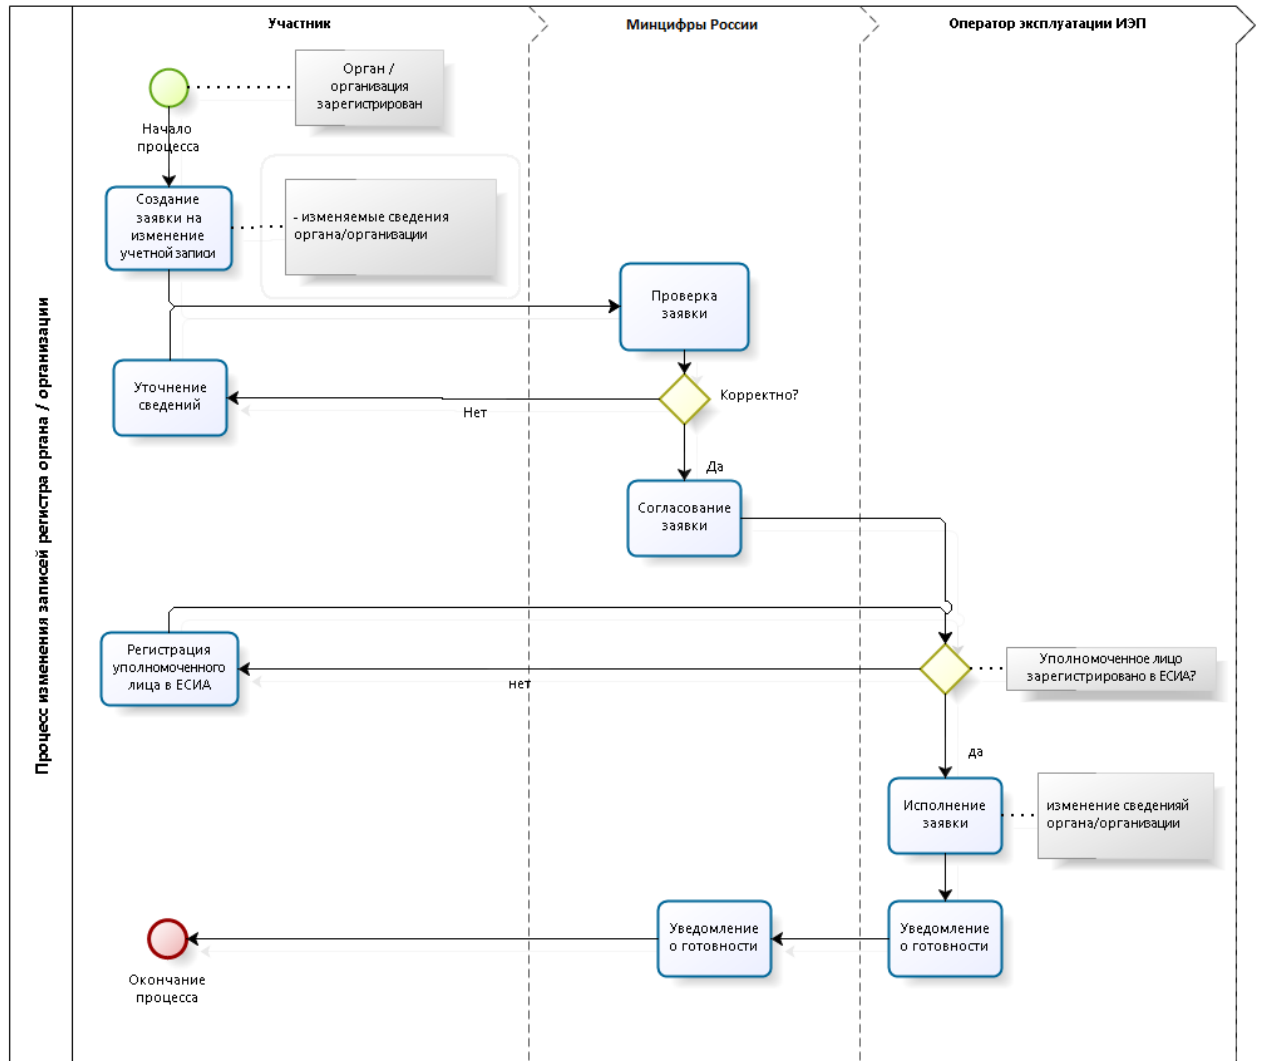 Участник
Минцифры России
Оператор эксплуатации ИЭП
Процесс изменения записей регистра органа / организации
Орган /
организация
зарегистрирован
Начало
процесса
Создание
заявки на
изменение
учетной записи
- изменяемые сведения
органа/организации
Проверка
заявки
Уточнение
сведений
Корректно?
Нет
Да
Согласование
заявки
Регистрация
уполномоченного
лица в ЕСИА
нет
Уполномоченное лицо
зарегистрировано в ЕСИА?
да
Исполнение
заявки
изменение сведенияй
органа/организации
Уведомление
о готовности
Уведомление
о готовности
Окончание
процесса